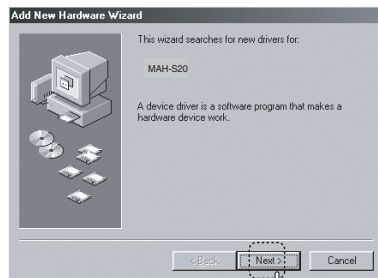 Add New Hardware Wizard
This wizard searches for new drivers for:
MAH-S20
A device driver is a software program that makes a
hardware device work.
< Back
Next >
Cancel